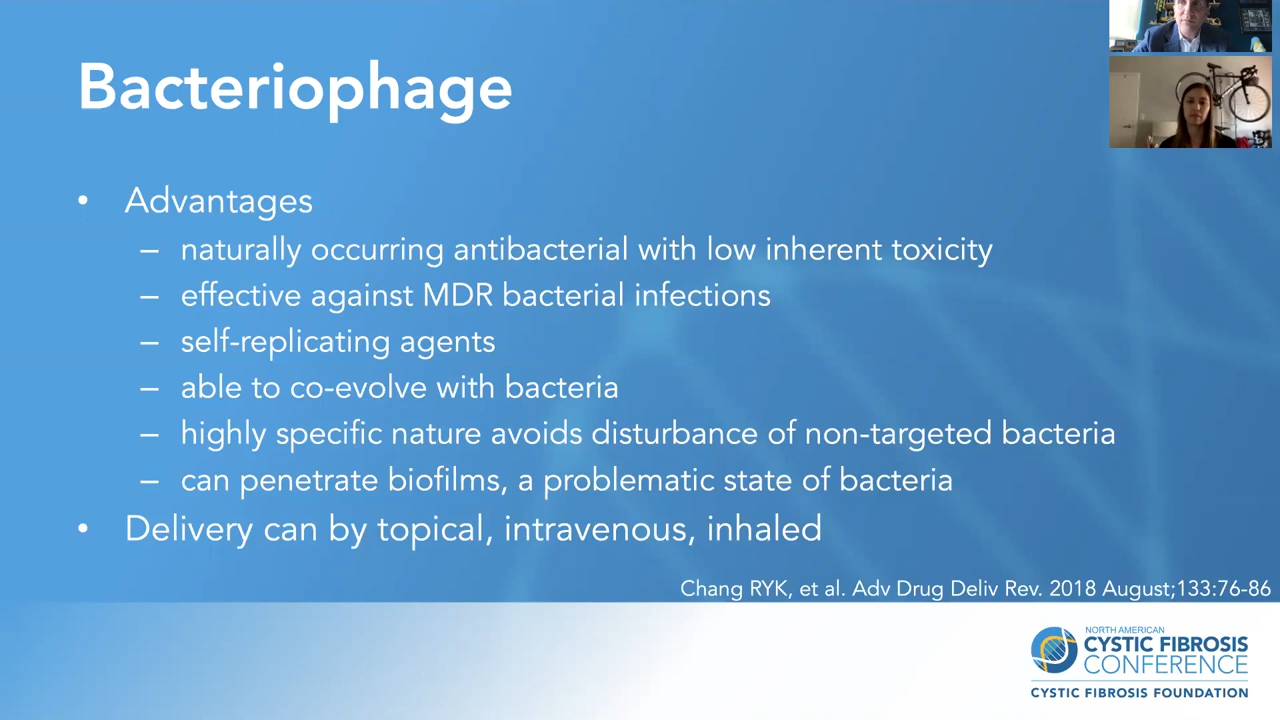 Bacteriophage
• Advantages
– naturally occurring antibacterial with low inherent toxicity
– effective against MDR bacterial infections
– self-replicating agents
– able to co-evolve with bacteria
– highly specific nature avoids disturbance of non-targeted bacteria
– can penetrate biofilms, a problematic state of bacteria
• Delivery can by topical, intravenous, inhaled
Chang RYK, et al. Adv Drug Deliv Rev. 2018 August;133:76-86
NORTH AMERICAN
CYSTIC FIBROSIS
CONFERENCE
CYSTIC FIBROSIS FOUNDATION